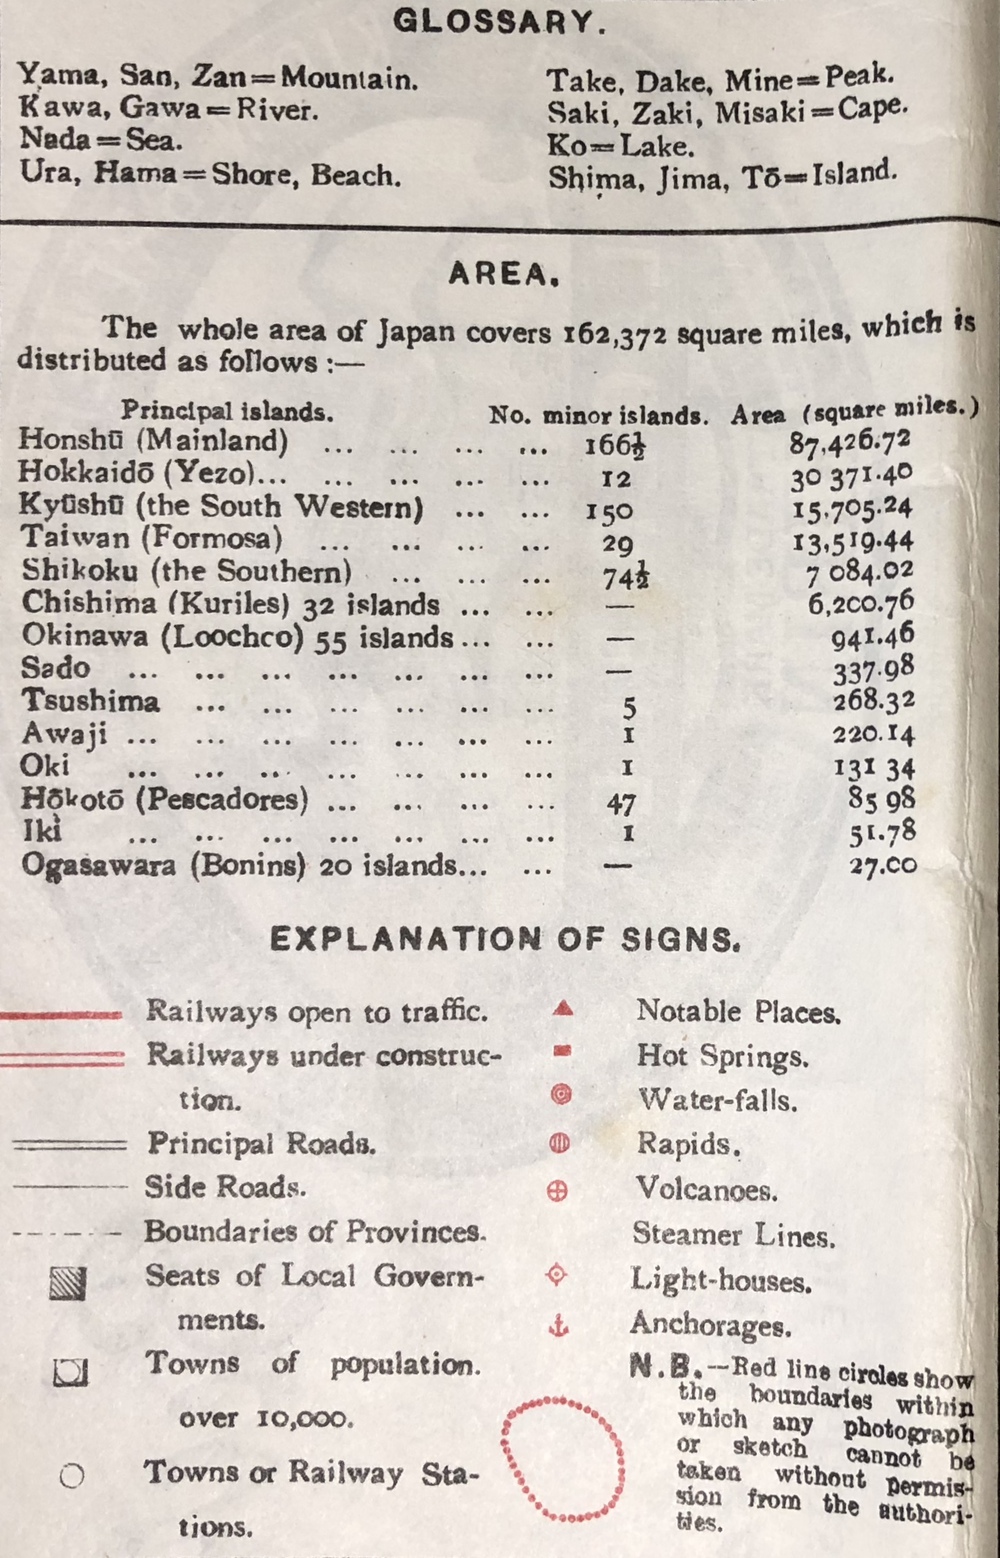 GLOSSARY.
Yama, San, Zan=Mountain.
Kawa, Gawa=River.
Nada=Sea.
Ura, Hama=Shore, Beach.
Take, Dake, Mine=Peak.
Saki, Zaki, Misaki=Cape.
Ko=Lake.
Shima, Jima, Tō=Island.
AREA.
The whole area of Japan covers 162,372 square miles, which is
distributed as follows :—
Principal islands. No. minor islands. Area (square miles.)
Honshū (Mainland) ... ... ... ... 166½ 87,426.72
Hokkaidō (Yezo)... ... ... ... ... 12 30 371.40
Kyūshū (the South Western) ... ... 150 15,705.24
Taiwan (Formosa) ... ... ... ... 29 13,519.44
Shikoku (the Southern) ... ... ... 74½ 7 084.02
Chishima (Kuriles) 32 islands ... ... — 6,200.76
Okinawa (Loochoo) 55 islands ... ... — 941.46
Sado ... ... ... ... ... ... ... — 337.98
Tsushima ... ... ... ... ... ... 5 268.32
Awaji ... ... ... ... ... ... ... 1 220.14
Oki ... ... ... ... ... ... ... 1 131 34
Hōkotō (Pescadores) ... ... ... ... 47 85 98
Iki ... ... ... ... ... ... ... 1 51.78
Ogasawara (Bonins) 20 islands... ... — 27.00
EXPLANATION OF SIGNS.
Railways open to traffic.
Railways under construc-
tion.
Principal Roads.
Side Roads.
Boundaries of Provinces.
Seats of Local Govern-
ments.
Towns of population.
over 10,000.
Towns or Railway Sta-
tions.
Notable Places.
Hot Springs.
Water-falls.
Rapids.
Volcanoes.
Steamer Lines.
Light-houses.
Anchorages.
N.B.—Red line circles show
the boundaries within
which any photograph
or sketch cannot be
taken without permis-
sion from the authori-
ties.